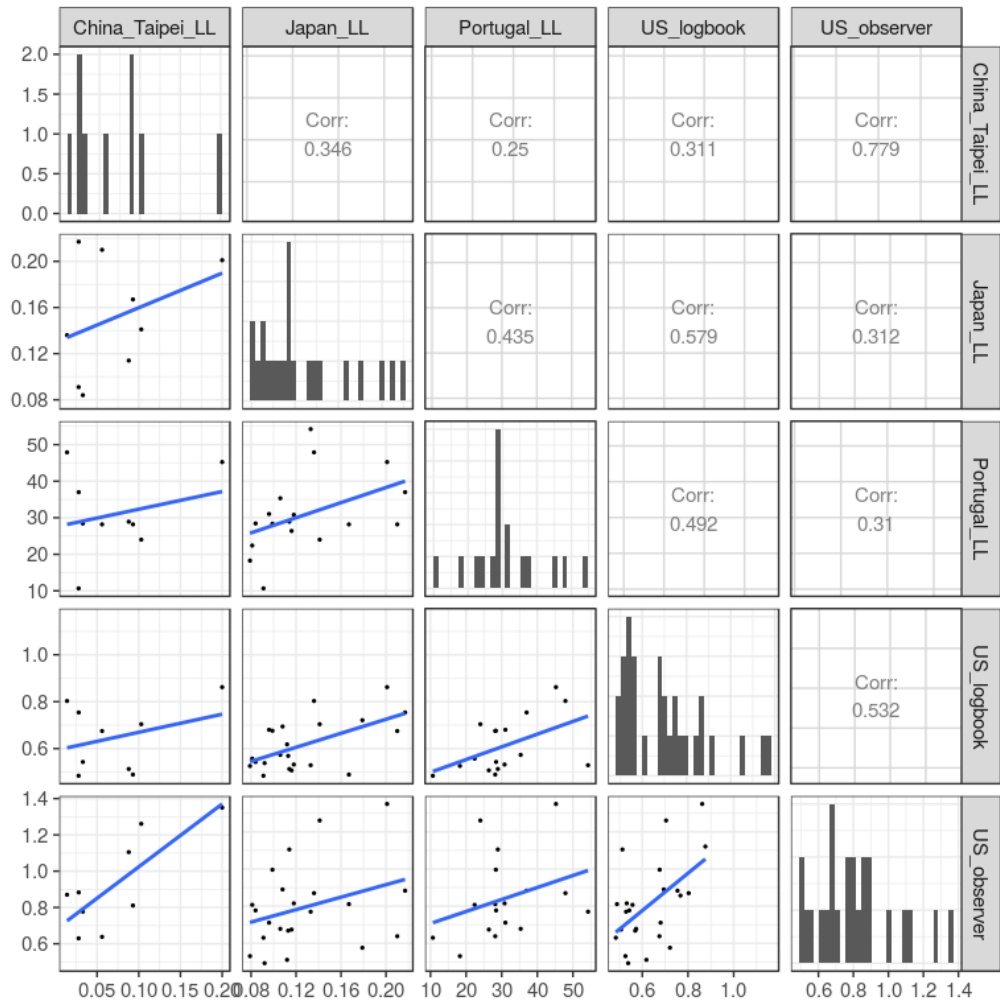 China_Taipei_LL Japan_LL Portugal_LL US_logbook US_observer
2.0
1.5
1.0
0.5
0.0
Corr:
0.346
Corr:
0.25
Corr:
0.311
Corr:
0.779
China_Taipei_LL
0.20
0.16
0.12
0.08
Corr:
0.435
Corr:
0.579
Corr:
0.312
Japan_LL
50
40
30
20
10
Corr:
0.492
Corr:
0.31
Portugal_LL
1.0
0.8
0.6
Corr:
0.532
US_logbook
1.4
1.2
1.0
0.8
0.6
US_observer
0.05 0.10 0.15 0.20 0.08 0.12 0.16 0.20 10 20 30 40 50 0.6 0.8 1.0 0.6 0.8 1.0 1.2 1.4